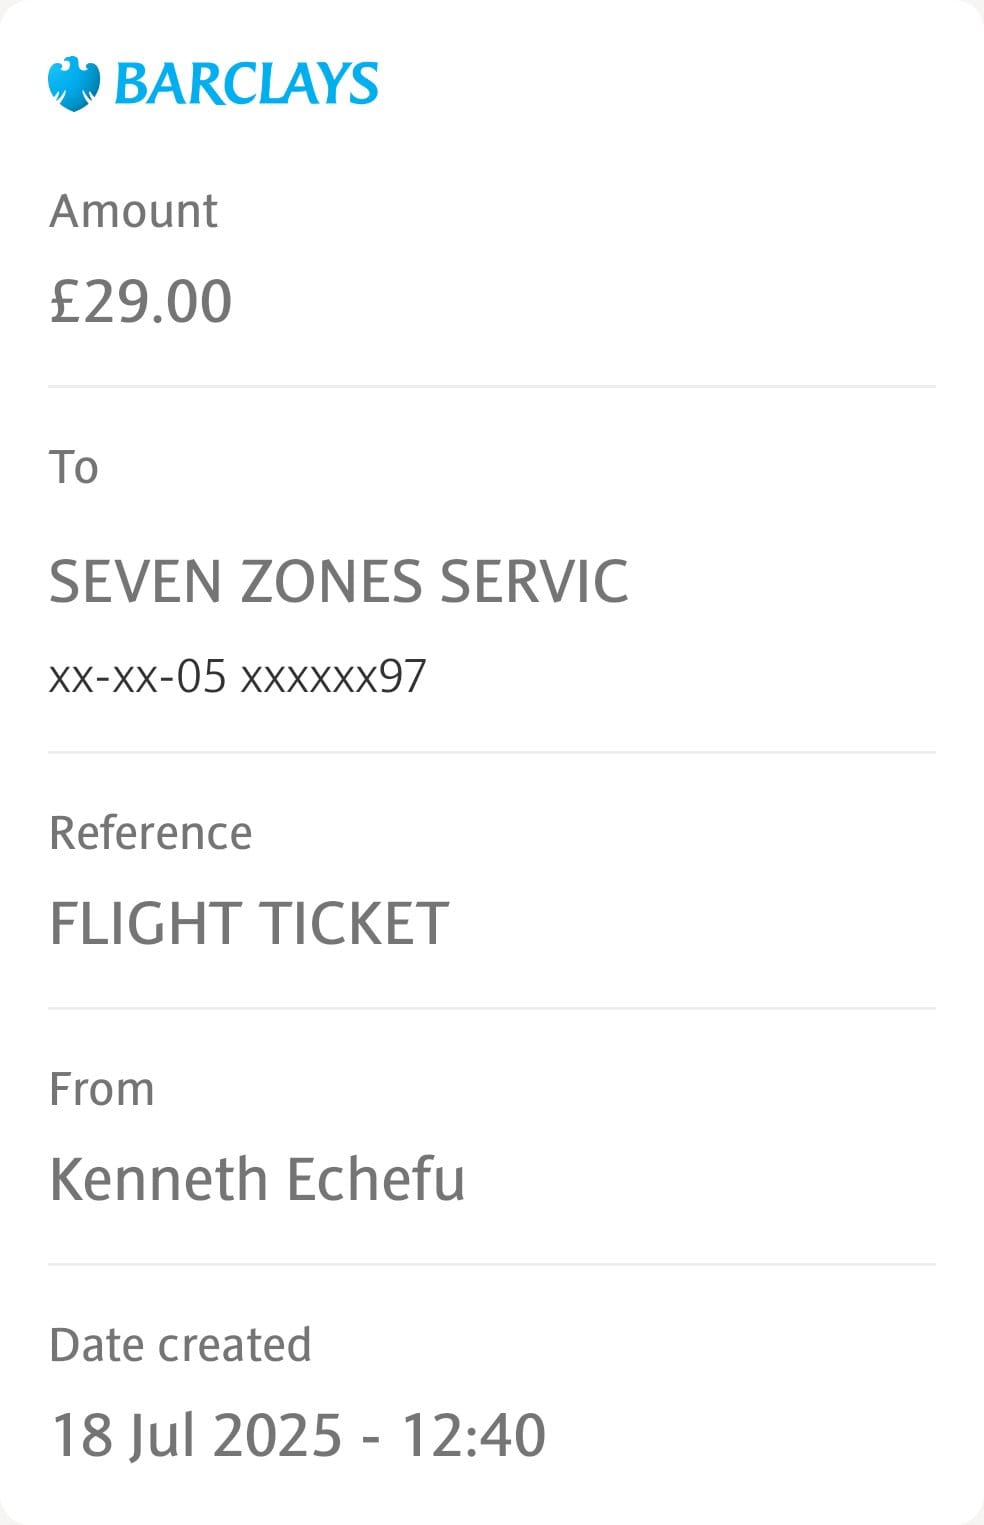 BARCLAYS
Amount
£29.00
To
SEVEN ZONES SERVIC
xx-xx-05 xxxxxx97
Reference
FLIGHT TICKET
From
Kenneth Echefu
Date created
18 Jul 2025 - 12:40